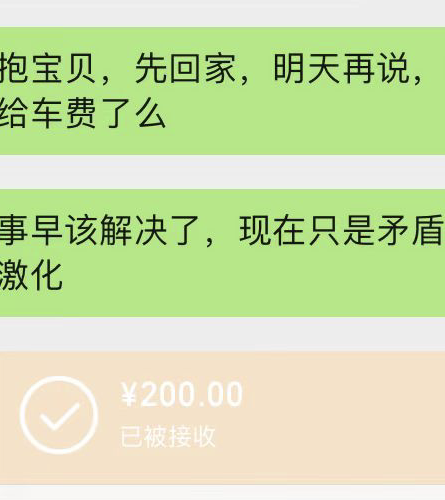 抱宝贝，先回家，明天再说，
给车费了么
事早该解决了，现在只是矛盾
激化
¥200.00
已被接收